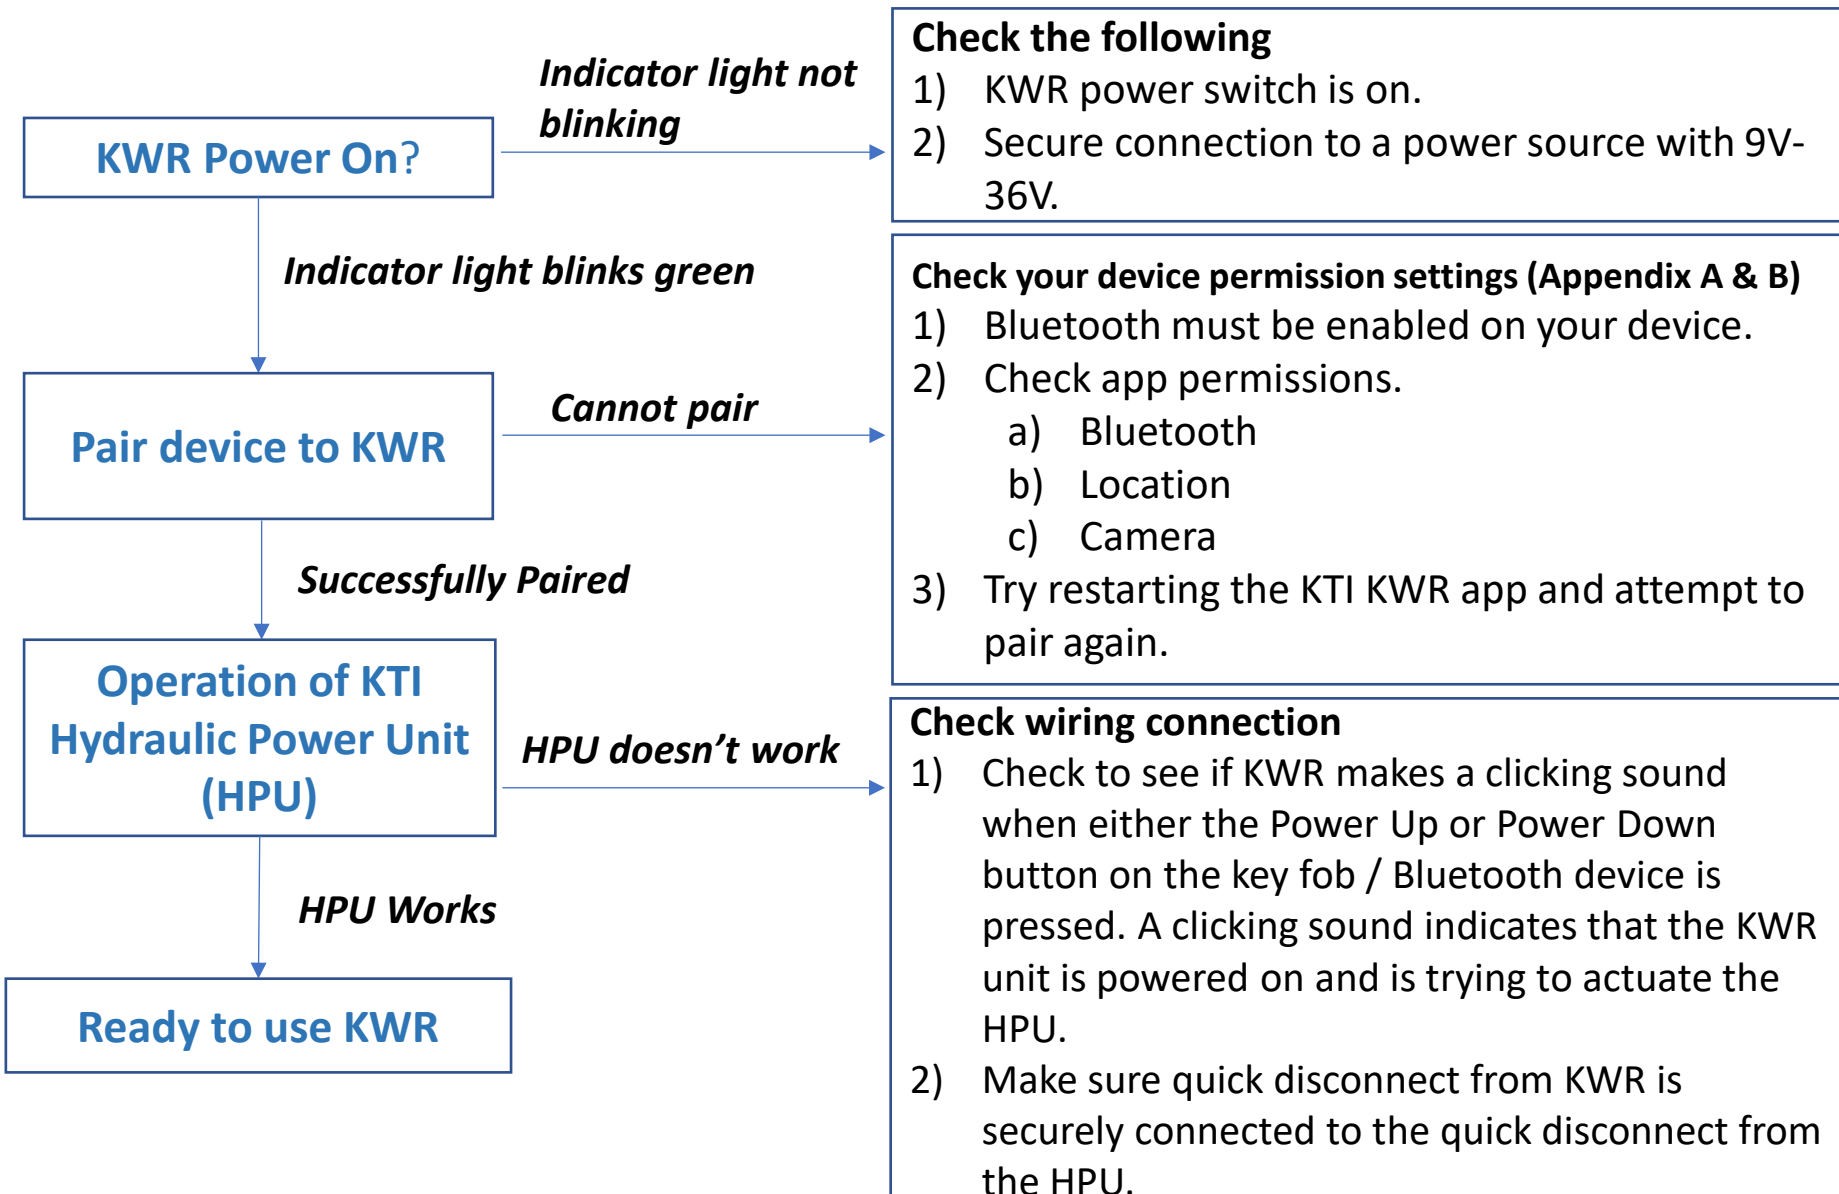 KWR Power On?
Indicator light not
blinking
Check the following
1) KWR power switch is on.
2) Secure connection to a power source with 9V-
36V.
Indicator light blinks green
Pair device to KWR
Cannot pair
Check your device permission settings (Appendix A & B)
1) Bluetooth must be enabled on your device.
2) Check app permissions.
a) Bluetooth
b) Location
c) Camera
3) Try restarting the KTI KWR app and attempt to
pair again.
Successfully Paired
Operation of KTI
Hydraulic Power Unit
(HPU)
HPU doesn’t work
Check wiring connection
1) Check to see if KWR makes a clicking sound
when either the Power Up or Power Down
button on the key fob / Bluetooth device is
pressed. A clicking sound indicates that the KWR
unit is powered on and is trying to actuate the
HPU.
2) Make sure quick disconnect from KWR is
securely connected to the quick disconnect from
the HPU.
HPU Works
Ready to use KWR